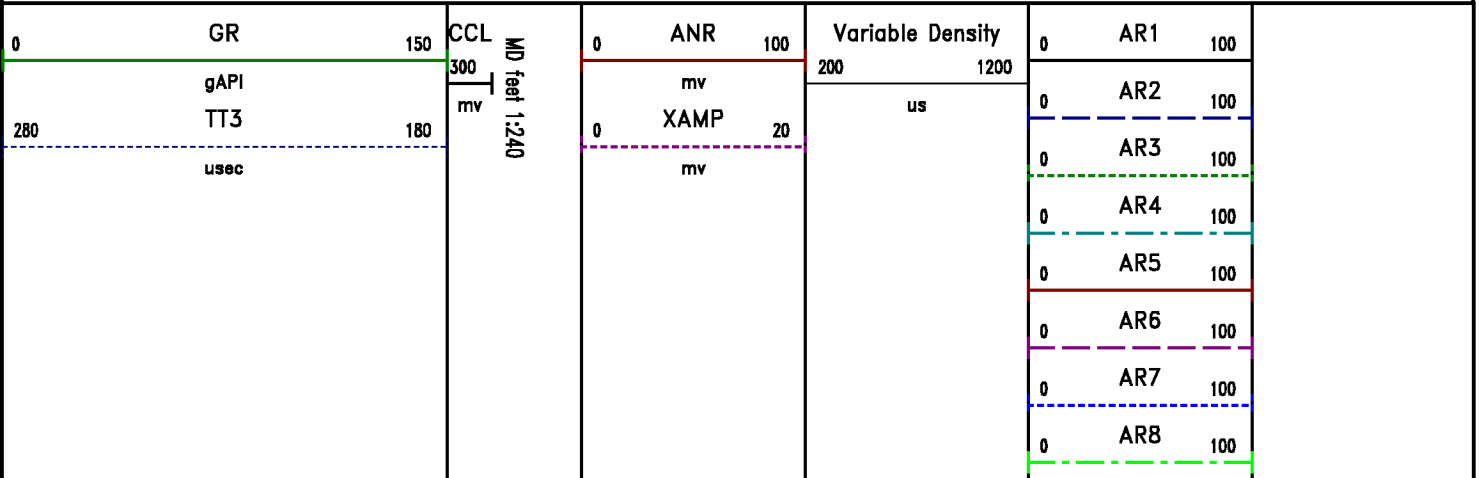 GR
0 150
gAPI
TT3
280 180
usec
CCL
300
mv
MD feet 1:240
ANR
0 100
mv
XAMP
0 20
mv
Variable Density
200 1200
us
AR1
0 100
AR2
0 100
AR3
0 100
AR4
0 100
AR5
0 100
AR6
0 100
AR7
0 100
AR8
0 100